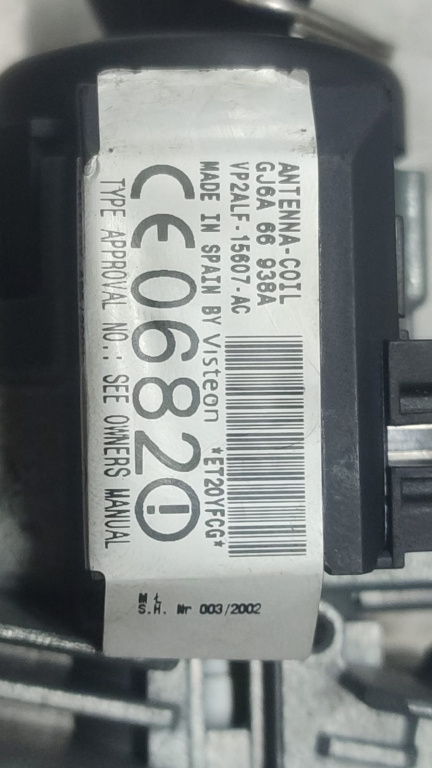 ANTENNA-COIL
GJ6A 66 938A
VP2ALF-15607-AC
MADE IN SPAIN BY Visteon *ET20YFCG*
CE 0682
TYPE APPROVAL NO.: SEE OWNERS MANUAL
S.H. Nr 003/2002